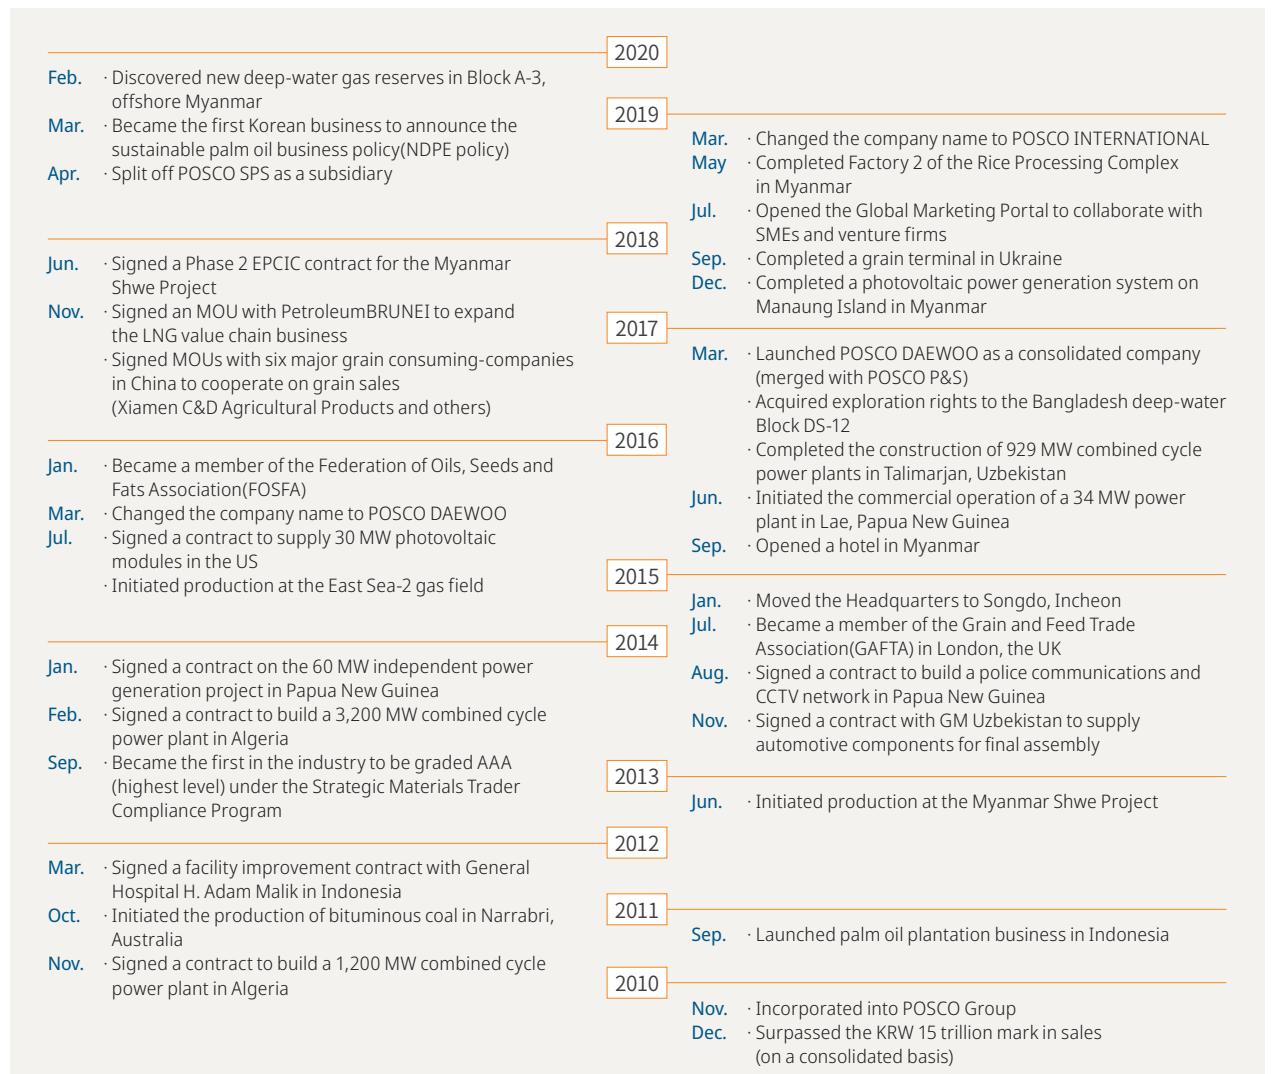 2020
Feb. · Discovered new deep-water gas reserves in Block A-3,
offshore Myanmar
Mar. · Became the first Korean business to announce the
sustainable palm oil business policy(NDPE policy)
Apr. · Split off POSCO SPS as a subsidiary
2019
Mar. · Changed the company name to POSCO INTERNATIONAL
May · Completed Factory 2 of the Rice Processing Complex
in Myanmar
Jul. · Opened the Global Marketing Portal to collaborate with
SMEs and venture firms
Sep. · Completed a grain terminal in Ukraine
Dec. · Completed a photovoltaic power generation system on
Manaung Island in Myanmar
2018
Jun. · Signed a Phase 2 EPCIC contract for the Myanmar
Shwe Project
Nov. · Signed an MOU with PetroleumBRUNEI to expand
the LNG value chain business
· Signed MOUs with six major grain consuming-companies
in China to cooperate on grain sales
(Xiamen C&D Agricultural Products and others)
2017
Mar. · Launched POSCO DAEWOO as a consolidated company
(merged with POSCO P&S)
· Acquired exploration rights to the Bangladesh deep-water
Block DS-12
· Completed the construction of 929 MW combined cycle
power plants in Talimarjan, Uzbekistan
Jun. · Initiated the commercial operation of a 34 MW power
plant in Lae, Papua New Guinea
Sep. · Opened a hotel in Myanmar
2016
Jan. · Became a member of the Federation of Oils, Seeds and
Fats Association(FOSFA)
Mar. · Changed the company name to POSCO DAEWOO
Jul. · Signed a contract to supply 30 MW photovoltaic
modules in the US
· Initiated production at the East Sea-2 gas field
2015
Jan. · Moved the Headquarters to Songdo, Incheon
Jul. · Became a member of the Grain and Feed Trade
Association(GAFTA) in London, the UK
Aug. · Signed a contract to build a police communications and
CCTV network in Papua New Guinea
Nov. · Signed a contract with GM Uzbekistan to supply
automotive components for final assembly
2014
Jan. · Signed a contract on the 60 MW independent power
generation project in Papua New Guinea
Feb. · Signed a contract to build a 3,200 MW combined cycle
power plant in Algeria
Sep. · Became the first in the industry to be graded AAA
(highest level) under the Strategic Materials Trader
Compliance Program
2013
Jun. · Initiated production at the Myanmar Shwe Project
2012
Mar. · Signed a facility improvement contract with General
Hospital H. Adam Malik in Indonesia
Oct. · Initiated the production of bituminous coal in Narrabri,
Australia
Nov. · Signed a contract to build a 1,200 MW combined cycle
power plant in Algeria
2011
Sep. · Launched palm oil plantation business in Indonesia
2010
Nov. · Incorporated into POSCO Group
Dec. · Surpassed the KRW 15 trillion mark in sales
(on a consolidated basis)